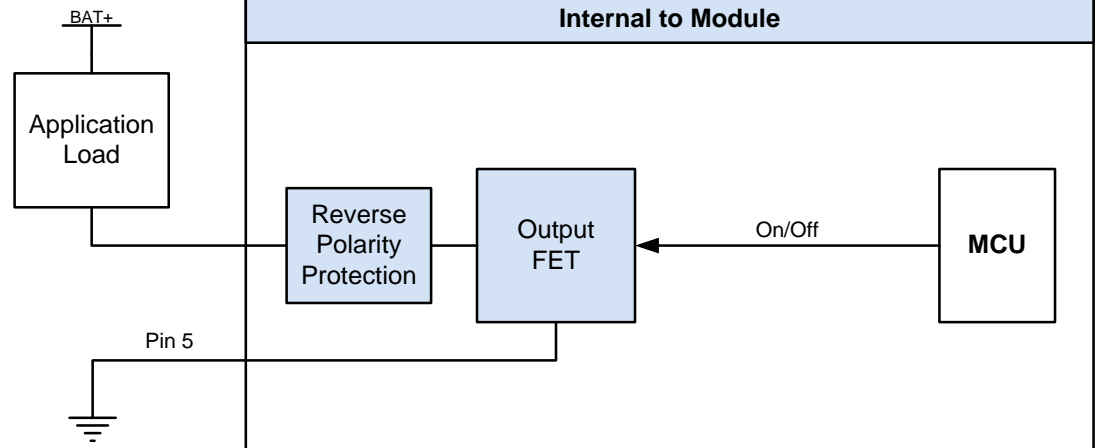 BAT+
Internal to Module
Application
Load
Reverse
Polarity
Protection
Output
FET
On/Off
MCU
Pin 5